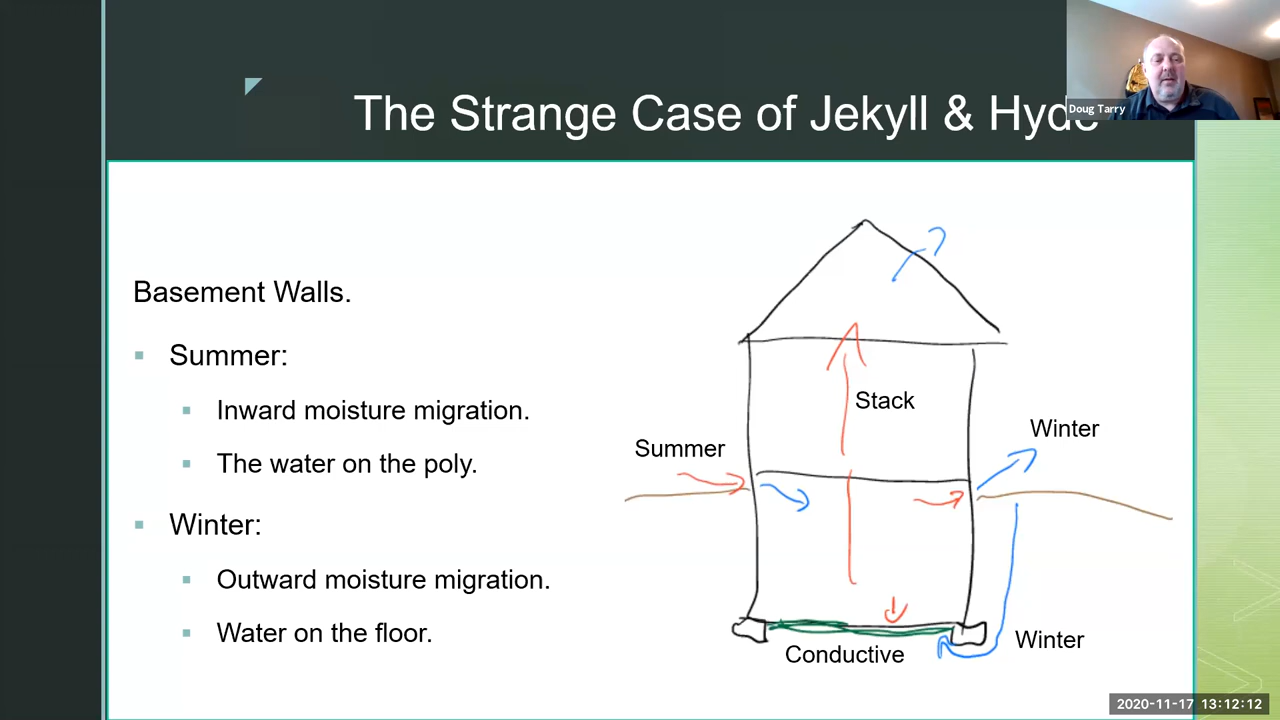 The Strange Case of Jekyll & Hyde
Doug Tarry
Basement Walls.
Summer:
Inward moisture migration.
The water on the poly.
Winter:
Outward moisture migration.
Water on the floor.
Stack
Summer
Winter
Conductive
Winter
2020-11-17 13:12:12